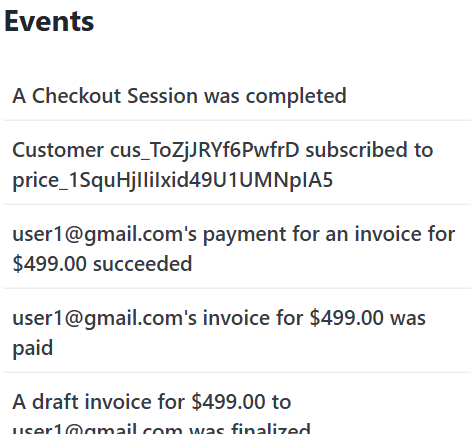 Events
A Checkout Session was completed
Customer cus_ToZjJRYf6PwfrD subscribed to
price_1SquHjIIiIxid49U1UMNpIA5
user1@gmail.com's payment for an invoice for
$499.00 succeeded
user1@gmail.com's invoice for $499.00 was
paid
A draft invoice for $499.00 to
user1@gmail.com was finalized